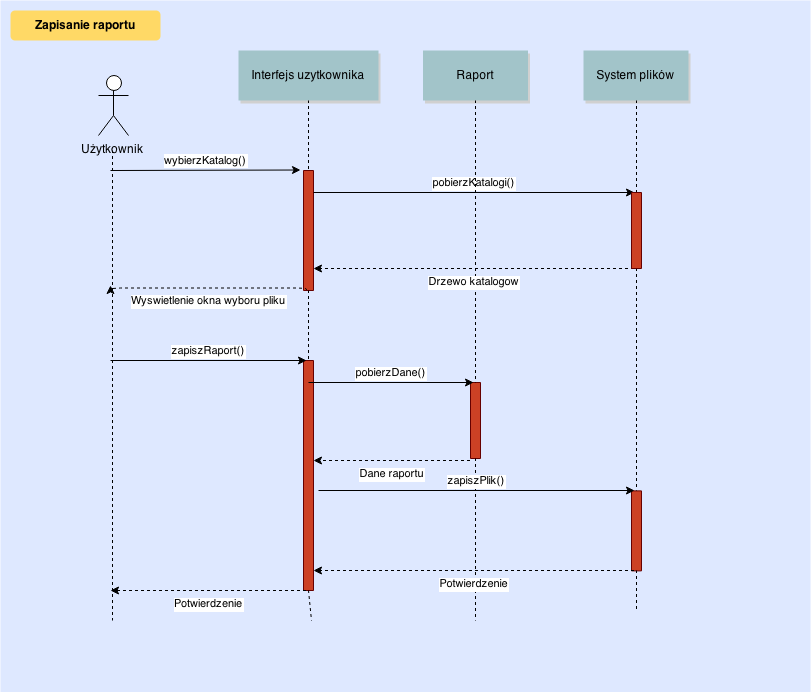 Zapisanie raportu
Interfejs uzytkownika
Raport
System plików
Użytkownik
wybierzKatalog()
pobierzKatalogi()
Drzewo katalogow
Wyswietlenie okna wyboru pliku
zapiszRaport()
pobierzDane()
Dane raportu
zapiszPlik()
Potwierdzenie
Potwierdzenie